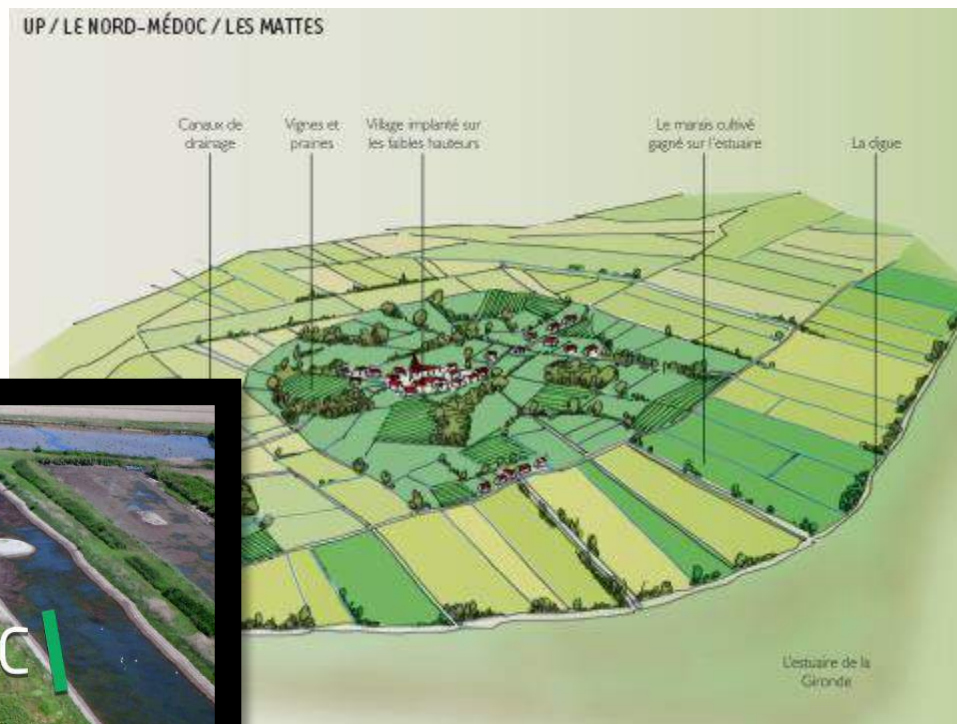 UP / LE NORD-MÉDOC / LES MATTES
Canaux de
drainage
Vignes et
prairies
Village implanté sur
les faibles hauteurs
Le marais cultivé
gagné sur l'estuaire
La digue
C
L'estuaire de la
Gironde